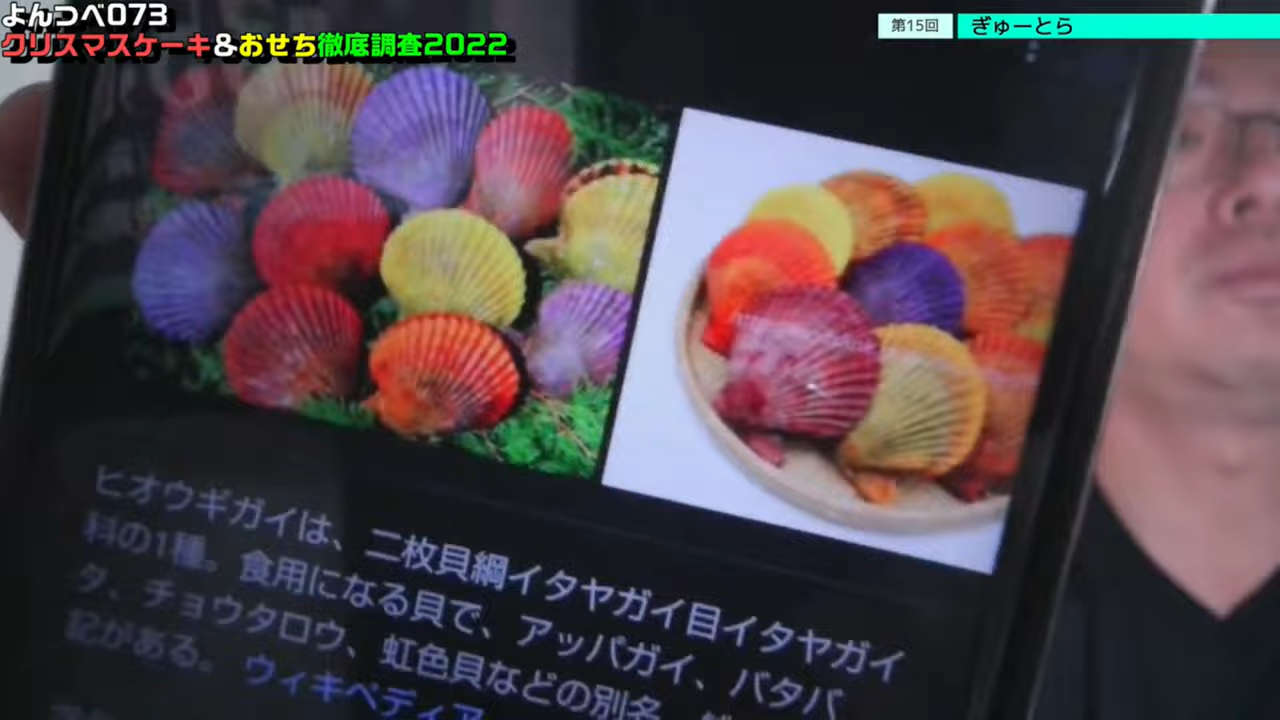 よんつべ073
クリスマスケーキ&おせち徹底調査2022
第15回
ぎゅーとら
ヒオウギガイは、二枚貝綱イタヤガイ目イタヤガイ
科の1種。食用になる貝で、アッパガイ、バタバ
タ、チョウタロウ、虹色貝などの別名、
記がある。 ウィキペディア